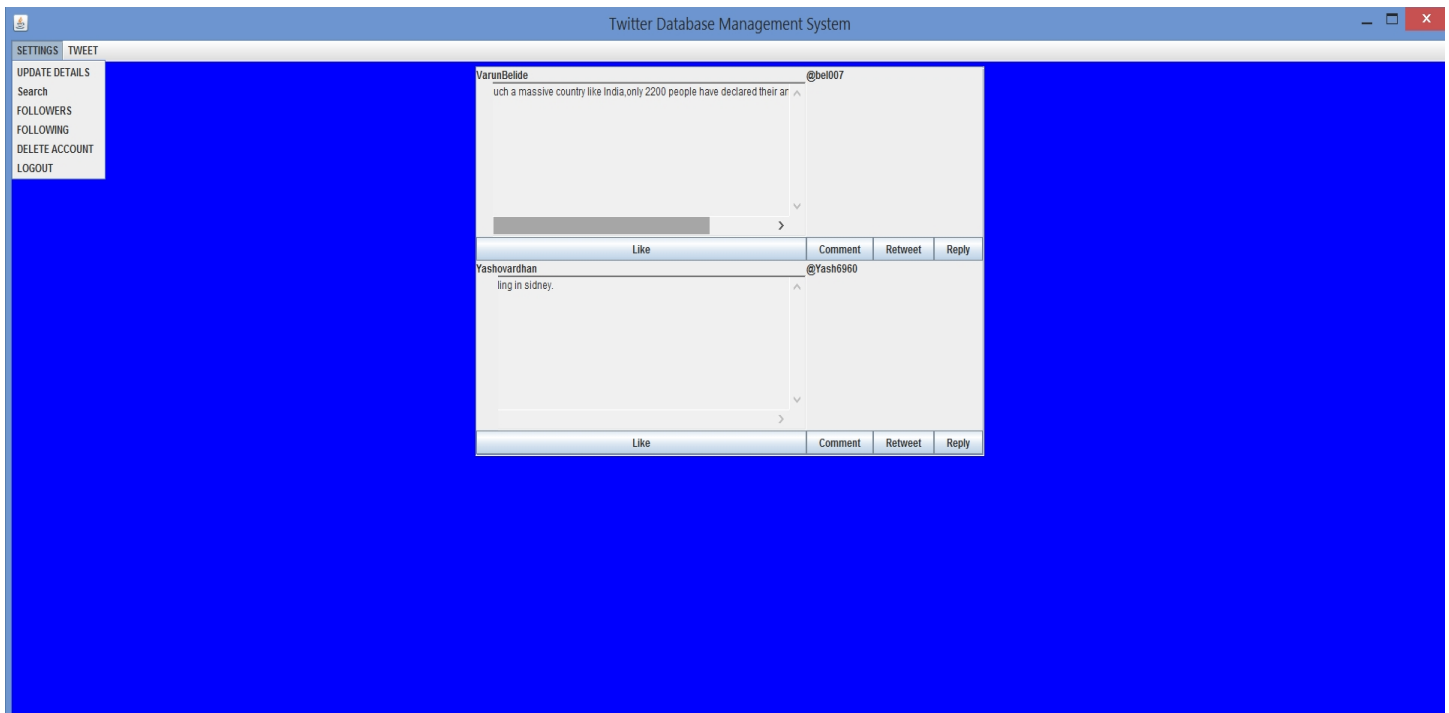 Twitter Database Management System
SETTINGS TWEET
UPDATE DETAILS
Search
FOLLOWERS
FOLLOWING
DELETE ACCOUNT
LOGOUT
VarunBelide @bel007
uch a massive country like India,only 2200 people have declared their ar
Like Comment Retweet Reply
Yashovardhan @Yash6960
ling in sidney.
Like Comment Retweet Reply